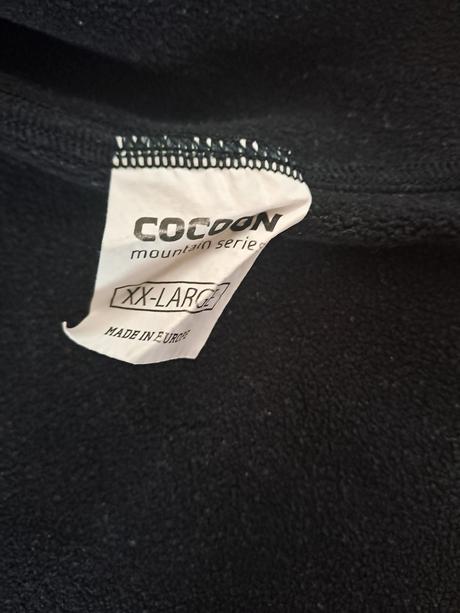 COCOON
mountain series
XX-LARGE
MADE IN EUROPE